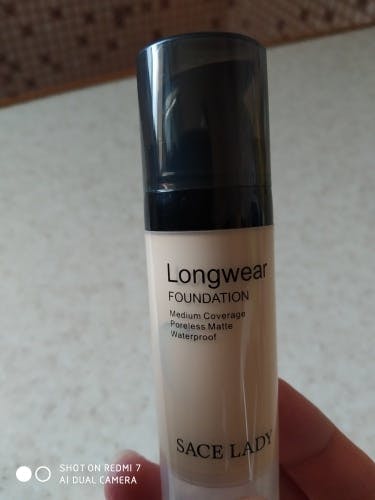 Longwear
FOUNDATION
Medium Coverage
Poreless Matte
Waterproof
SACE LADY
SHOT ON REDMI 7
AI DUAL CAMERA